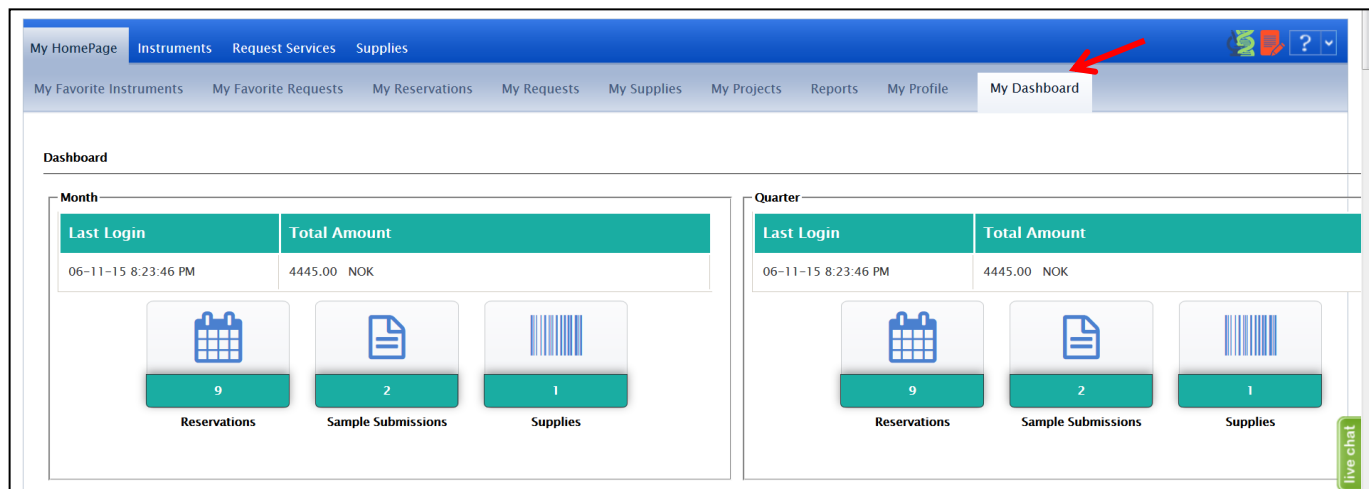 My HomePage Instruments Request Services Supplies ?
My Favorite Instruments My Favorite Requests My Reservations My Requests My Supplies My Projects Reports My Profile My Dashboard
Dashboard
Month
Last Login Total Amount
06-11-15 8:23:46 PM 4445.00 NOK
9 2 1
Reservations Sample Submissions Supplies
Quarter
Last Login Total Amount
06-11-15 8:23:46 PM 4445.00 NOK
9 2 1
Reservations Sample Submissions Supplies
live chat